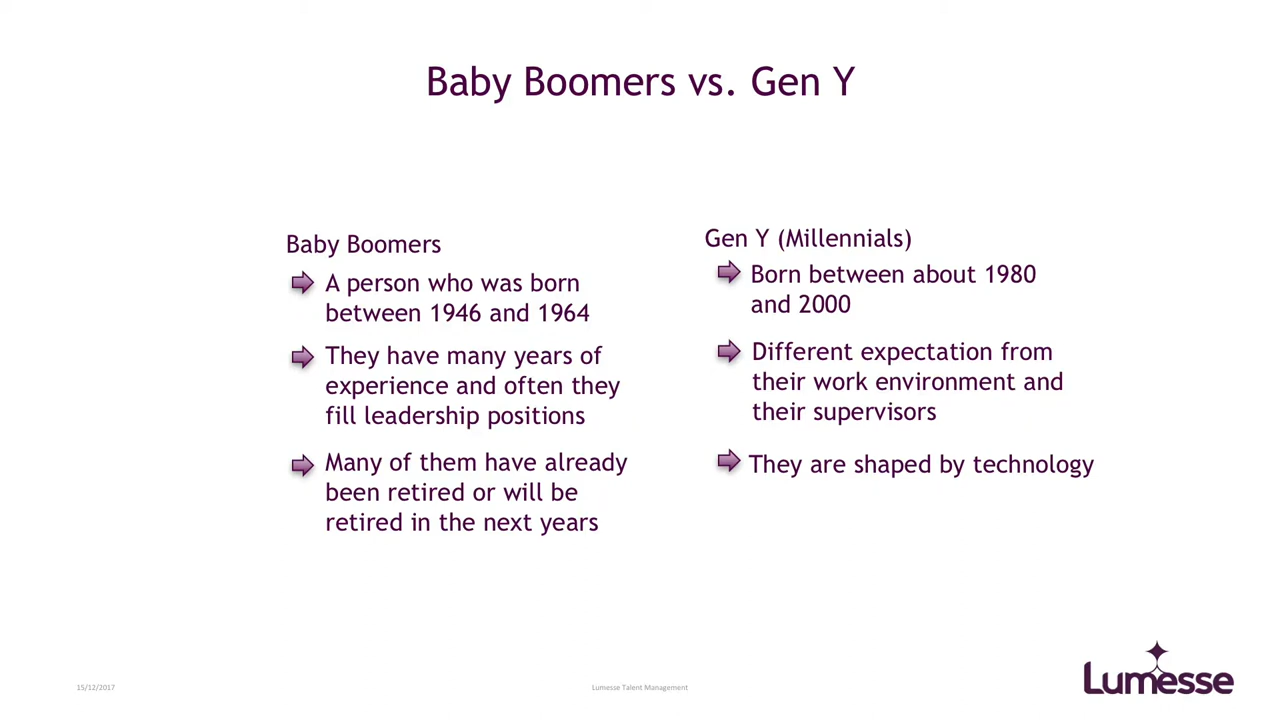 Baby Boomers vs. Gen Y
Baby Boomers
A person who was born
between 1946 and 1964
They have many years of
experience and often they
fill leadership positions
Many of them have already
been retired or will be
retired in the next years
Gen Y (Millennials)
Born between about 1980
and 2000
Different expectation from
their work environment and
their supervisors
They are shaped by technology
15/12/2017
Lumesse Talent Management
Lumesse